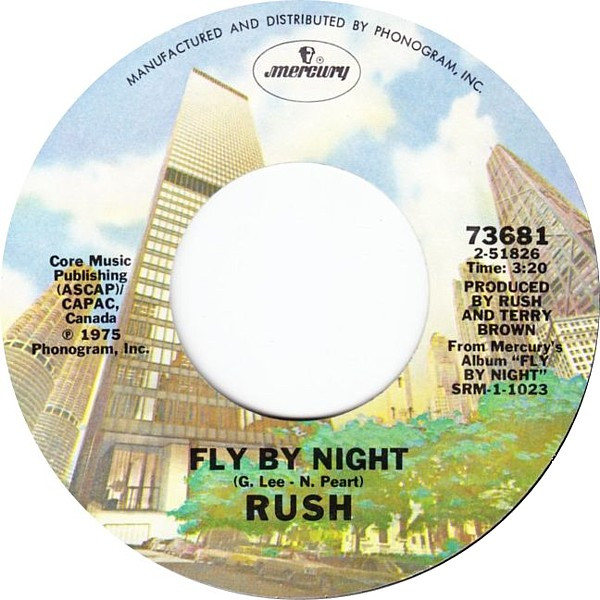 MANUFACTURED AND DISTRIBUTED BY PHONOGRAM, INC.
mercury
®
Core Music
Publishing
(ASCAP)/
CAPAC,
Canada
℗ 1975
Phonogram, Inc.
73681
2-51826
Time: 3:20
PRODUCED
BY RUSH
AND TERRY
BROWN
From Mercury's
Album "FLY
BY NIGHT"
SRM-1-1023
FLY BY NIGHT
(G. Lee - N. Peart)
RUSH